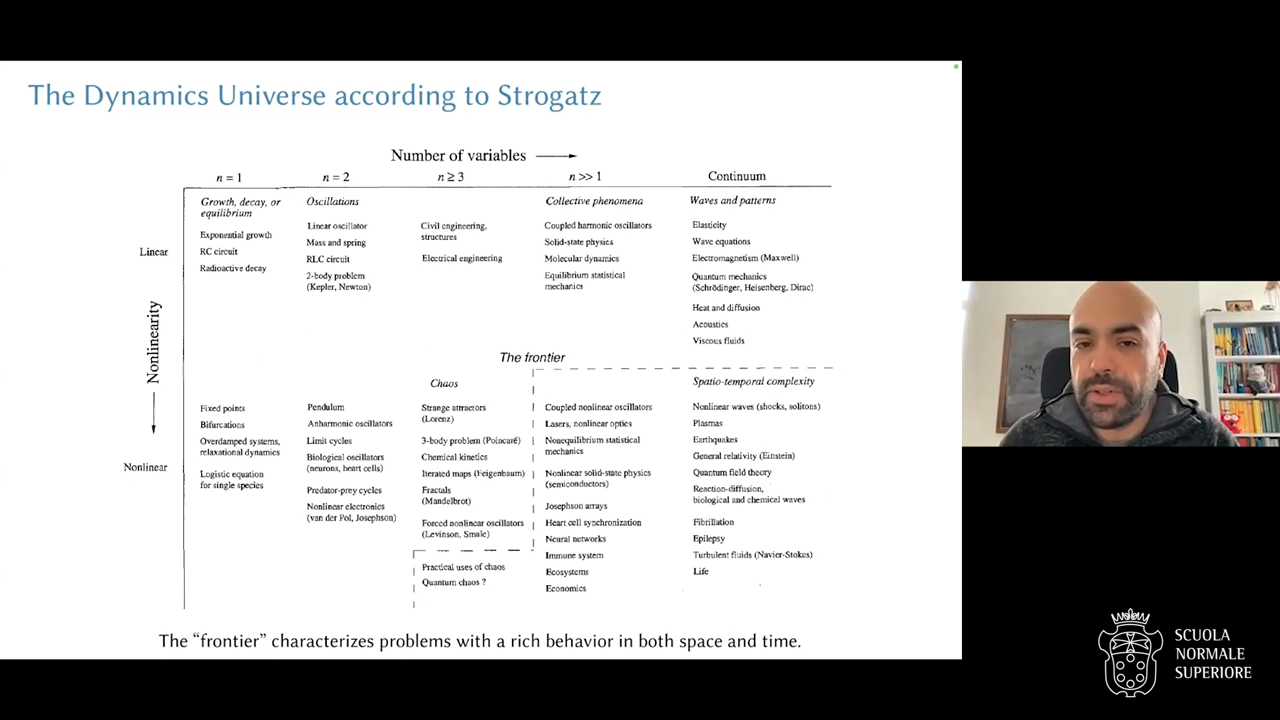 The Dynamics Universe according to Strogatz
Number of variables
n = 1
n = 2
n ≥ 3
n >> 1
Continuum
Linear
Nonlinearity
Nonlinear
Growth, decay, or
equilibrium
Exponential growth
RC circuit
Radioactive decay
Oscillations
Linear oscillator
Mass and spring
RLC circuit
2-body problem
(Kepler, Newton)
Civil engineering,
structures
Electrical engineering
Collective phenomena
Coupled harmonic oscillators
Solid-state physics
Molecular dynamics
Equilibrium statistical
mechanics
Waves and patterns
Elasticity
Wave equations
Electromagnetism (Maxwell)
Quantum mechanics
(Schrödinger, Heisenberg, Dirac)
Heat and diffusion
Acoustics
Viscous fluids
The frontier
Fixed points
Bifurcations
Overdamped systems,
relaxational dynamics
Logistic equation
for single species
Pendulum
Anharmonic oscillators
Limit cycles
Biological oscillators
(neurons, heart cells)
Predator-prey cycles
Nonlinear electronics
(van der Pol, Josephson)
Chaos
Strange attractors
(Lorenz)
3-body problem (Poincaré)
Chemical kinetics
Iterated maps (Feigenbaum)
Fractals
(Mandelbrot)
Forced nonlinear oscillators
(Levinson, Smale)
Practical uses of chaos
Quantum chaos ?
Coupled nonlinear oscillators
Lasers, nonlinear optics
Nonequilibrium statistical
mechanics
Nonlinear solid-state physics
(semiconductors)
Josephson arrays
Heart cell synchronization
Neural networks
Immune system
Ecosystems
Economics
Spatio-temporal complexity
Nonlinear waves (shocks, solitons)
Plasmas
Earthquakes
General relativity (Einstein)
Quantum field theory
Reaction-diffusion,
biological and chemical waves
Fibrillation
Epilepsy
Turbulent fluids (Navier-Stokes)
Life
The “frontier” characterizes problems with a rich behavior in both space and time.
SCUOLA
NORMALE
SUPERIORE